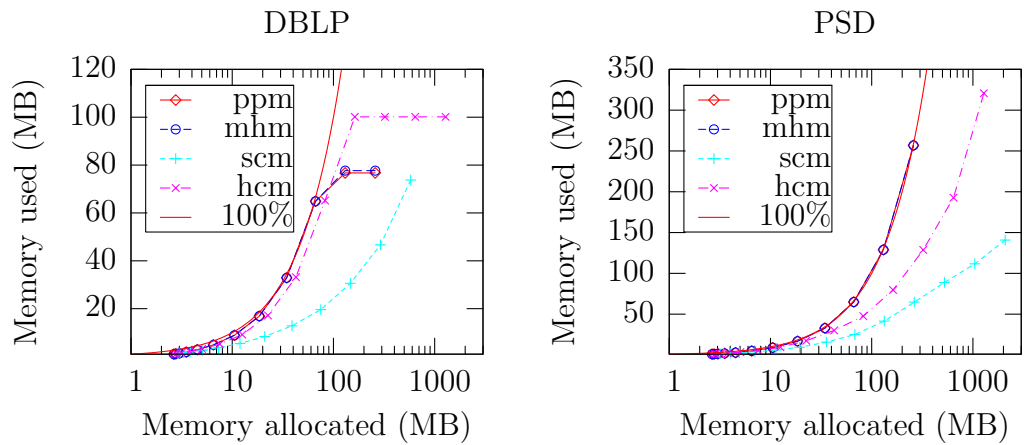 DBLP
Memory used (MB)
120
100
80
60
40
20
ppm
mhm
scm
hcm
100%
1 10 100 1000
Memory allocated (MB)
PSD
Memory used (MB)
350
300
250
200
150
100
50
ppm
mhm
scm
hcm
100%
1 10 100 1000
Memory allocated (MB)